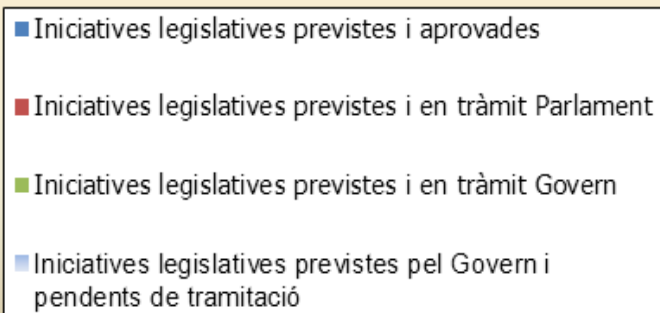 Iniciatives legislatives previstes i aprovades
Iniciatives legislatives previstes i en tràmit Parlament
Iniciatives legislatives previstes i en tràmit Govern
Iniciatives legislatives previstes pel Govern i
pendents de tramitació